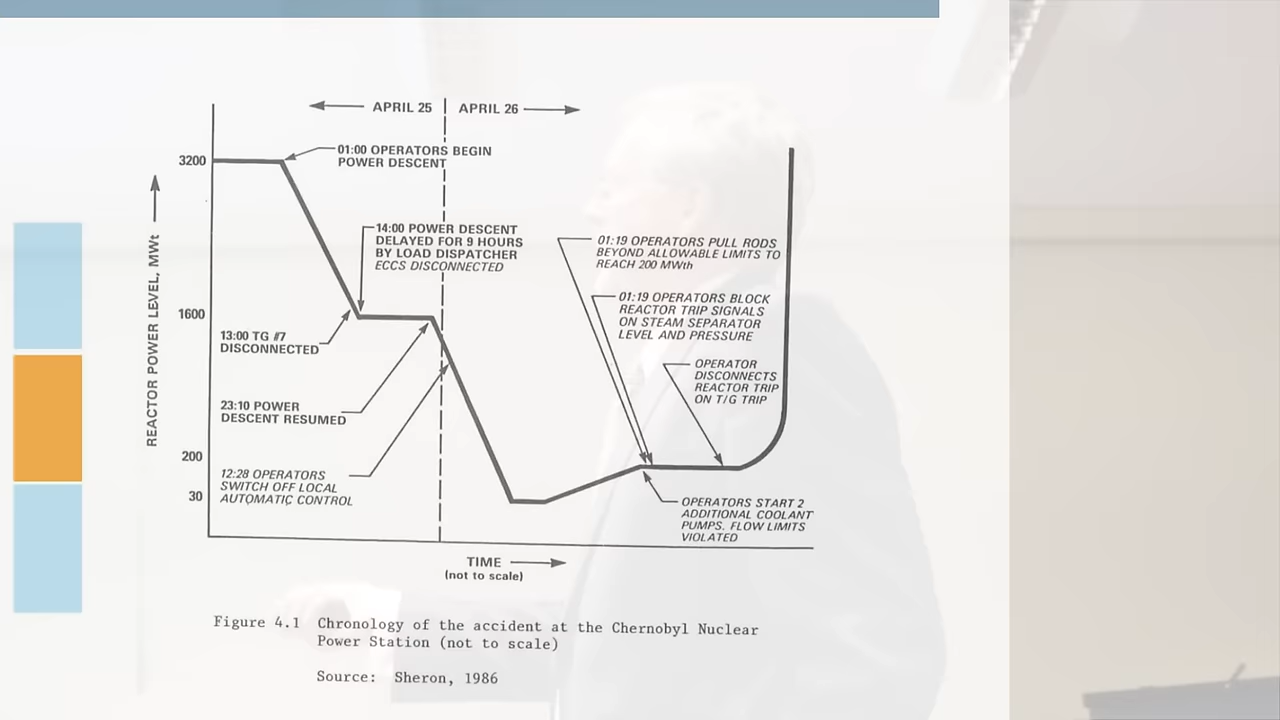 APRIL 25
APRIL 26
3200
01:00 OPERATORS BEGIN
POWER DESCENT
REACTOR POWER LEVEL, MWt
14:00 POWER DESCENT
DELAYED FOR 9 HOURS
BY LOAD DISPATCHER
ECCS DISCONNECTED
01:19 OPERATORS PULL RODS
BEYOND ALLOWABLE LIMITS TO
REACH 200 MWth
01:19 OPERATORS BLOCK
REACTOR TRIP SIGNALS
ON STEAM SEPARATOR
LEVEL AND PRESSURE
1600
13:00 TG #7
DISCONNECTED
OPERATOR
DISCONNECTS
REACTOR TRIP
ON T/G TRIP
23:10 POWER
DESCENT RESUMED
200
12:28 OPERATORS
SWITCH OFF LOCAL
AUTOMATIC CONTROL
30
OPERATORS START 2
ADDITIONAL COOLANT
PUMPS. FLOW LIMITS
VIOLATED
TIME
(not to scale)
Figure 4.1 Chronology of the accident at the Chernobyl Nuclear
Power Station (not to scale)
Source: Sheron, 1986